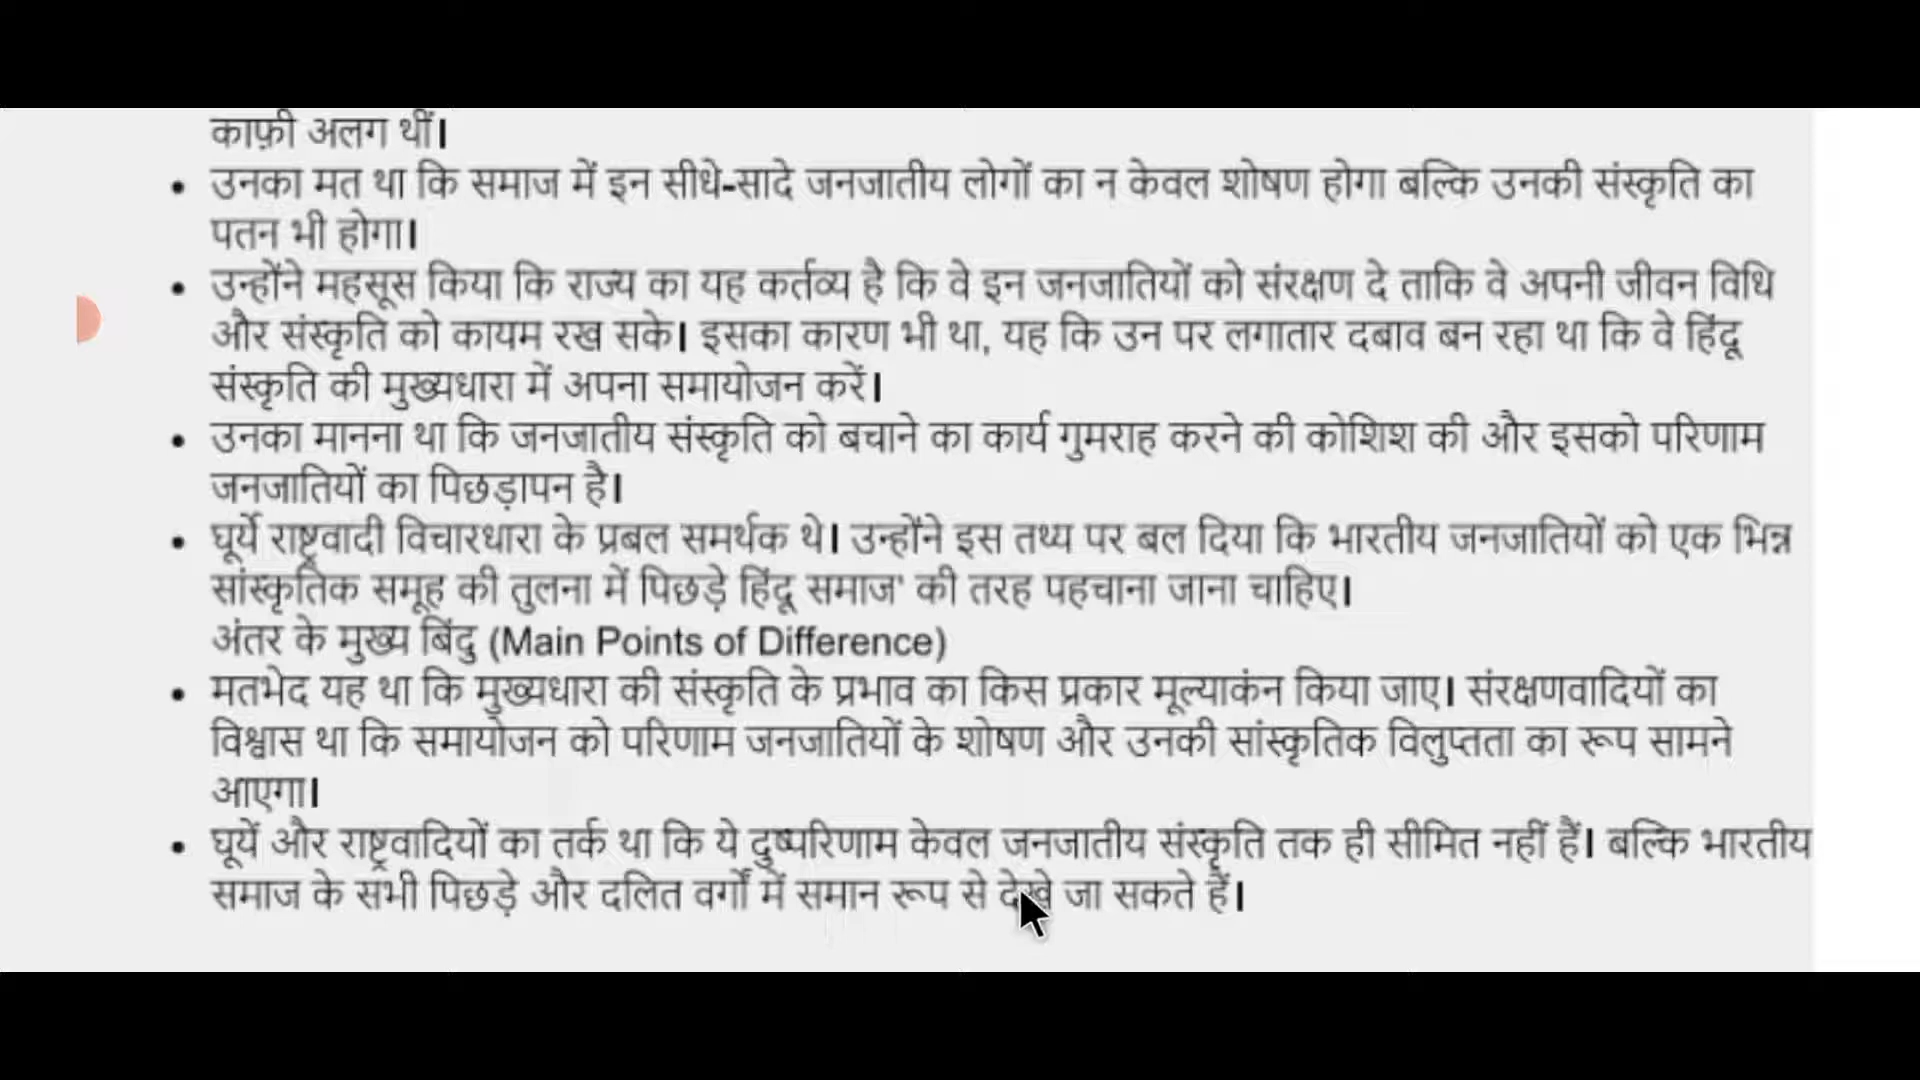 काफ़ी अलग थीं।
• उनका मत था कि समाज में इन सीधे-सादे जनजातीय लोगों का न केवल शोषण होगा बल्कि उनकी संस्कृति का
पतन भी होगा।
• उन्होंने महसूस किया कि राज्य का यह कर्तव्य है कि वे इन जनजातियों को संरक्षण दे ताकि वे अपनी जीवन विधि
और संस्कृति को कायम रख सके। इसका कारण भी था, यह कि उन पर लगातार दबाव बन रहा था कि वे हिंदू
संस्कृति की मुख्यधारा में अपना समायोजन करें।
• उनका मानना था कि जनजातीय संस्कृति को बचाने का कार्य गुमराह करने की कोशिश की और इसको परिणाम
जनजातियों का पिछड़ापन है।
• घूर्ये राष्ट्रवादी विचारधारा के प्रबल समर्थक थे। उन्होंने इस तथ्य पर बल दिया कि भारतीय जनजातियों को एक भिन्न
सांस्कृतिक समूह की तुलना में पिछड़े हिंदू समाज' की तरह पहचाना जाना चाहिए।
अंतर के मुख्य बिंदु (Main Points of Difference)
• मतभेद यह था कि मुख्यधारा की संस्कृति के प्रभाव का किस प्रकार मूल्याकंन किया जाए। संरक्षणवादियों का
विश्वास था कि समायोजन को परिणाम जनजातियों के शोषण और उनकी सांस्कृतिक विलुप्तता का रूप सामने
आएगा।
• घूयें और राष्ट्रवादियों का तर्क था कि ये दुष्परिणाम केवल जनजातीय संस्कृति तक ही सीमित नहीं हैं। बल्कि भारतीय
समाज के सभी पिछड़े और दलित वर्गों में समान रूप से देखे जा सकते हैं।